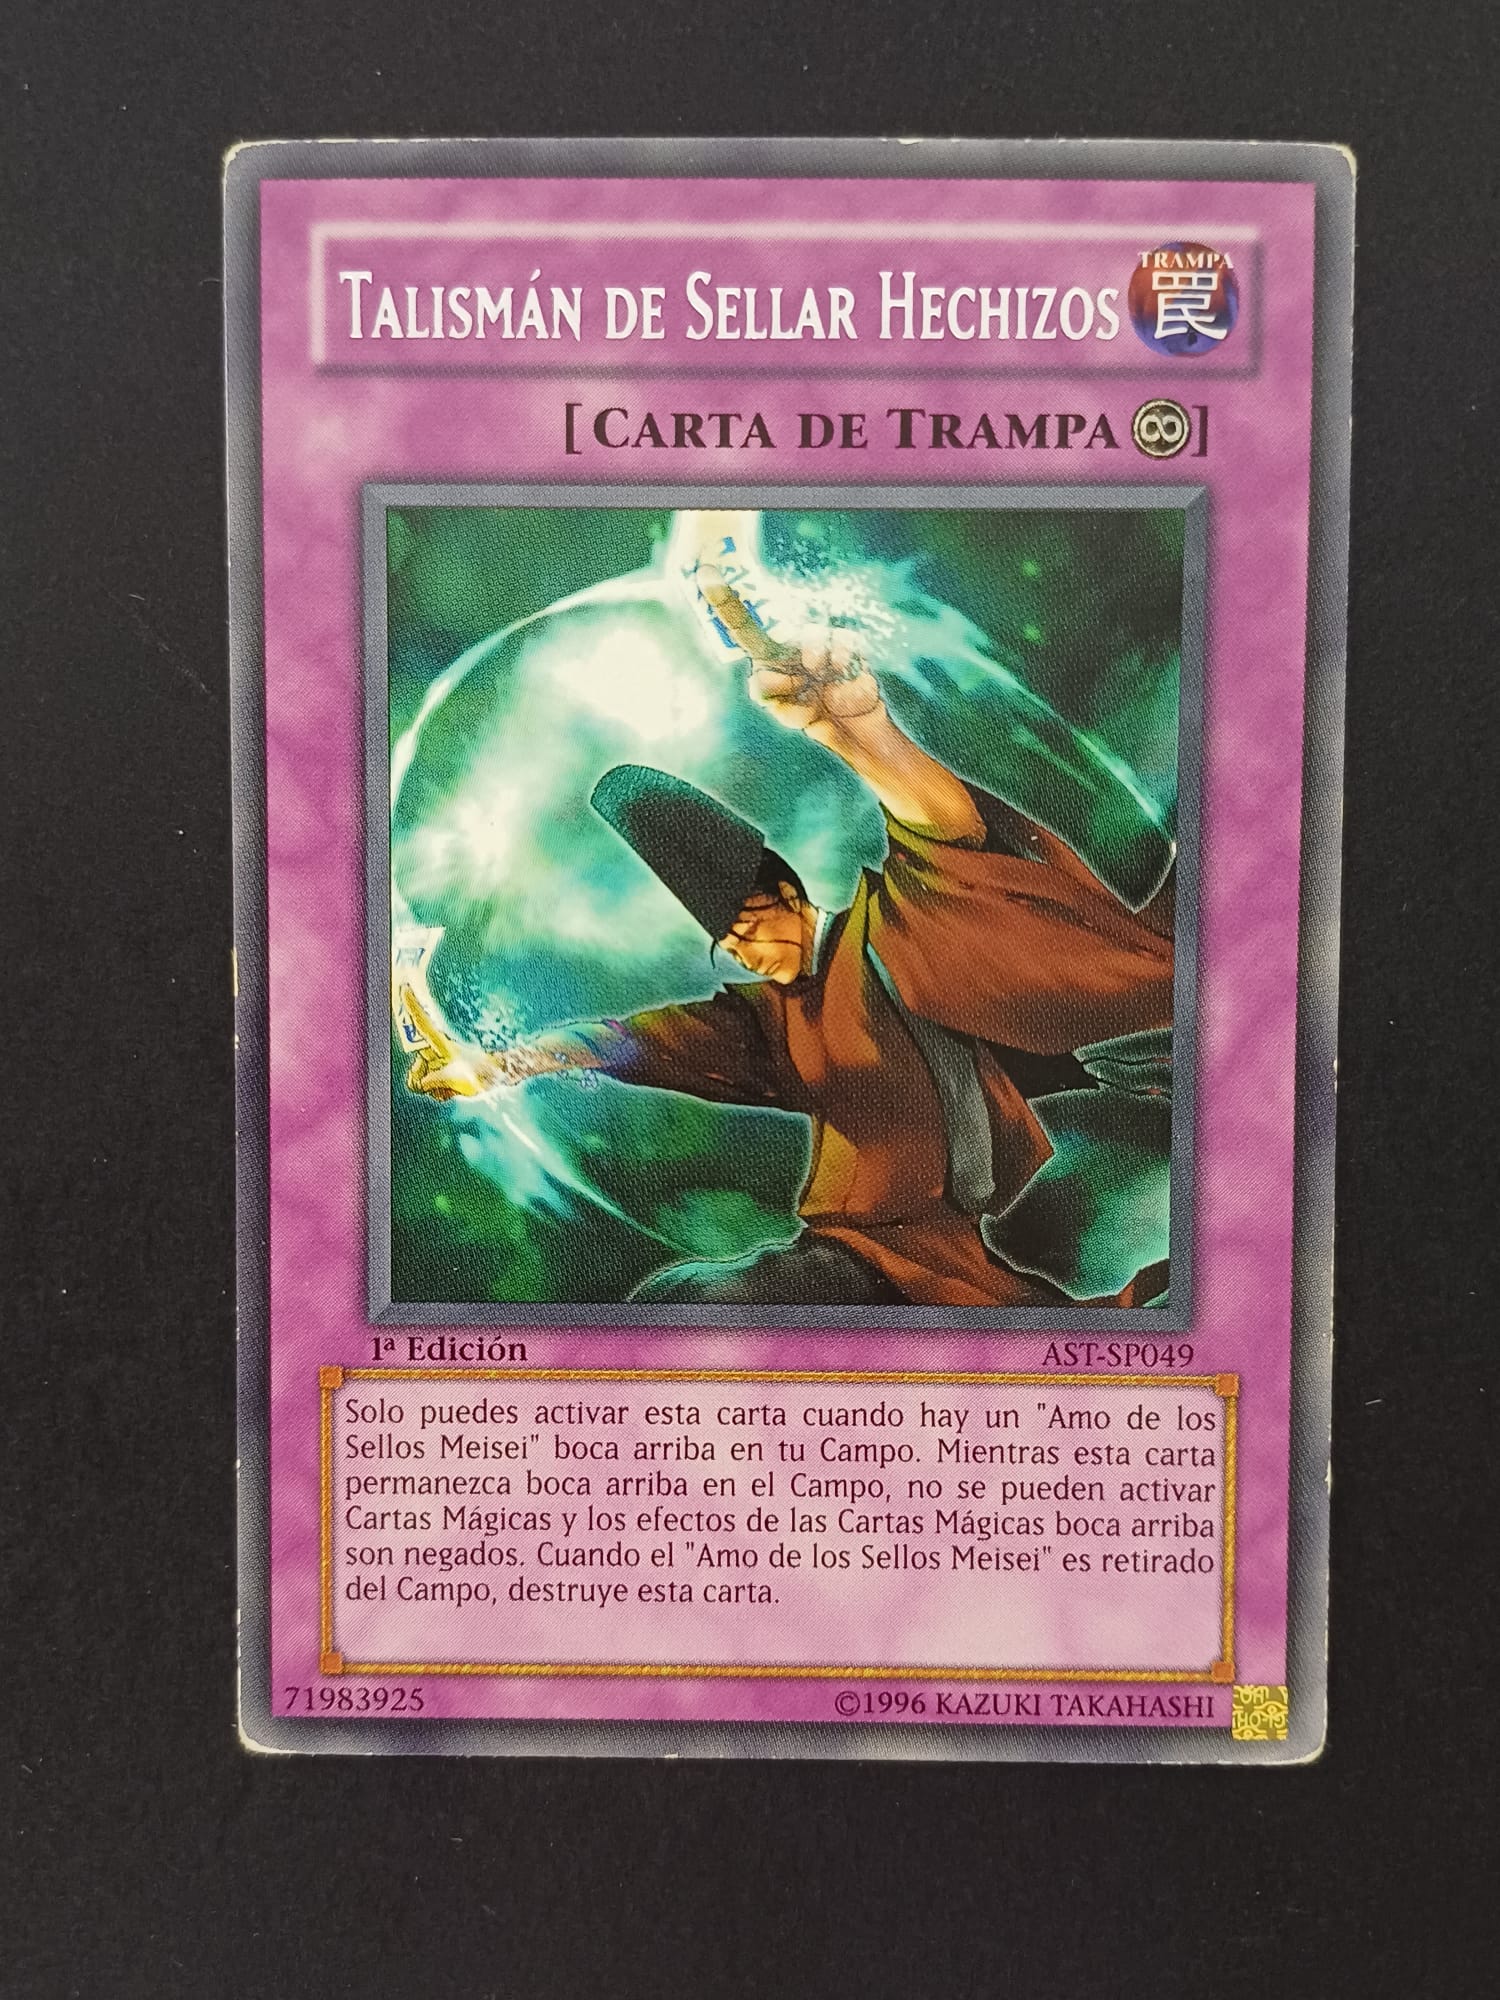 TALISMÁN DE SELLAR HECHIZOS
TRAMPA
罠
[CARTA DE TRAMPA]
1ª Edición
AST-SP049
Solo puedes activar esta carta cuando hay un "Amo de los
Sellos Meisei" boca arriba en tu Campo. Mientras esta carta
permanezca boca arriba en el Campo, no se pueden activar
Cartas Mágicas y los efectos de las Cartas Mágicas boca arriba
son negados. Cuando el "Amo de los Sellos Meisei" es retirado
del Campo, destruye esta carta.
71983925
©1996 KAZUKI TAKAHASHI